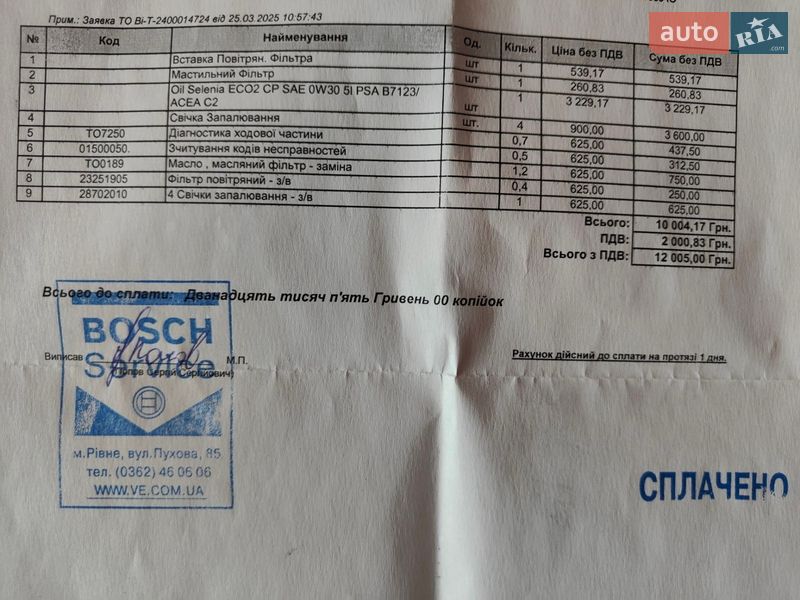 auto RIA .com
Прим.: Заявка ТО Ві-Т-2400014724 від 25.03.2025 10:57:43
№ Код Найменування Од. Кільк. Ціна без ПДВ Сума без ПДВ
1 Вставка Повітрян. Фільтра шт 1 539,17 539,17
2 Мастильний Фільтр шт 1 260,83 260,83
3 Oil Selenia ECO2 CP SAE 0W30 5l PSA B7123/ ACEA C2 шт 1 3 229,17 3 229,17
4 Свічка Запалювання шт. 4 900,00 3 600,00
5 ТО7250 Діагностика ходової частини 0,7 625,00 437,50
6 01500050. Зчитування кодів несправностей 0,5 625,00 312,50
7 ТО0189 Масло , масляний фільтр - заміна 1,2 625,00 750,00
8 23251905 Фільтр повітряний - з/в 0,4 625,00 250,00
9 28702010 4 Свічки запалювання - з/в 1 625,00 625,00
Всього: 10 004,17 Грн.
ПДВ: 2 000,83 Грн.
Всього з ПДВ: 12 005,00 Грн.
Всього до сплати: Дванадцять тисяч п'ять Гривень 00 копійок
BOSCH
Service
Виписав М.П.
Рахунок дійсний до сплати на протязі 1 дня.
м.Рівне, вул.Пухова, 85
тел. (0362) 46 06 06
WWW.VE.COM.UA
СПЛАЧЕНО